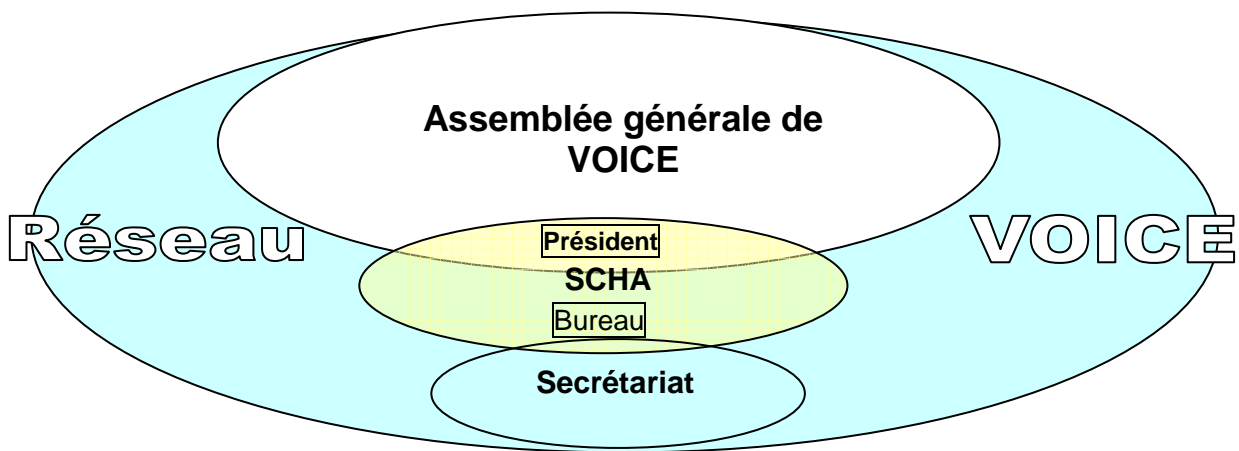 Assemblée générale de
VOICE
Réseau
VOICE
Président
SCHA
Bureau
Secrétariat